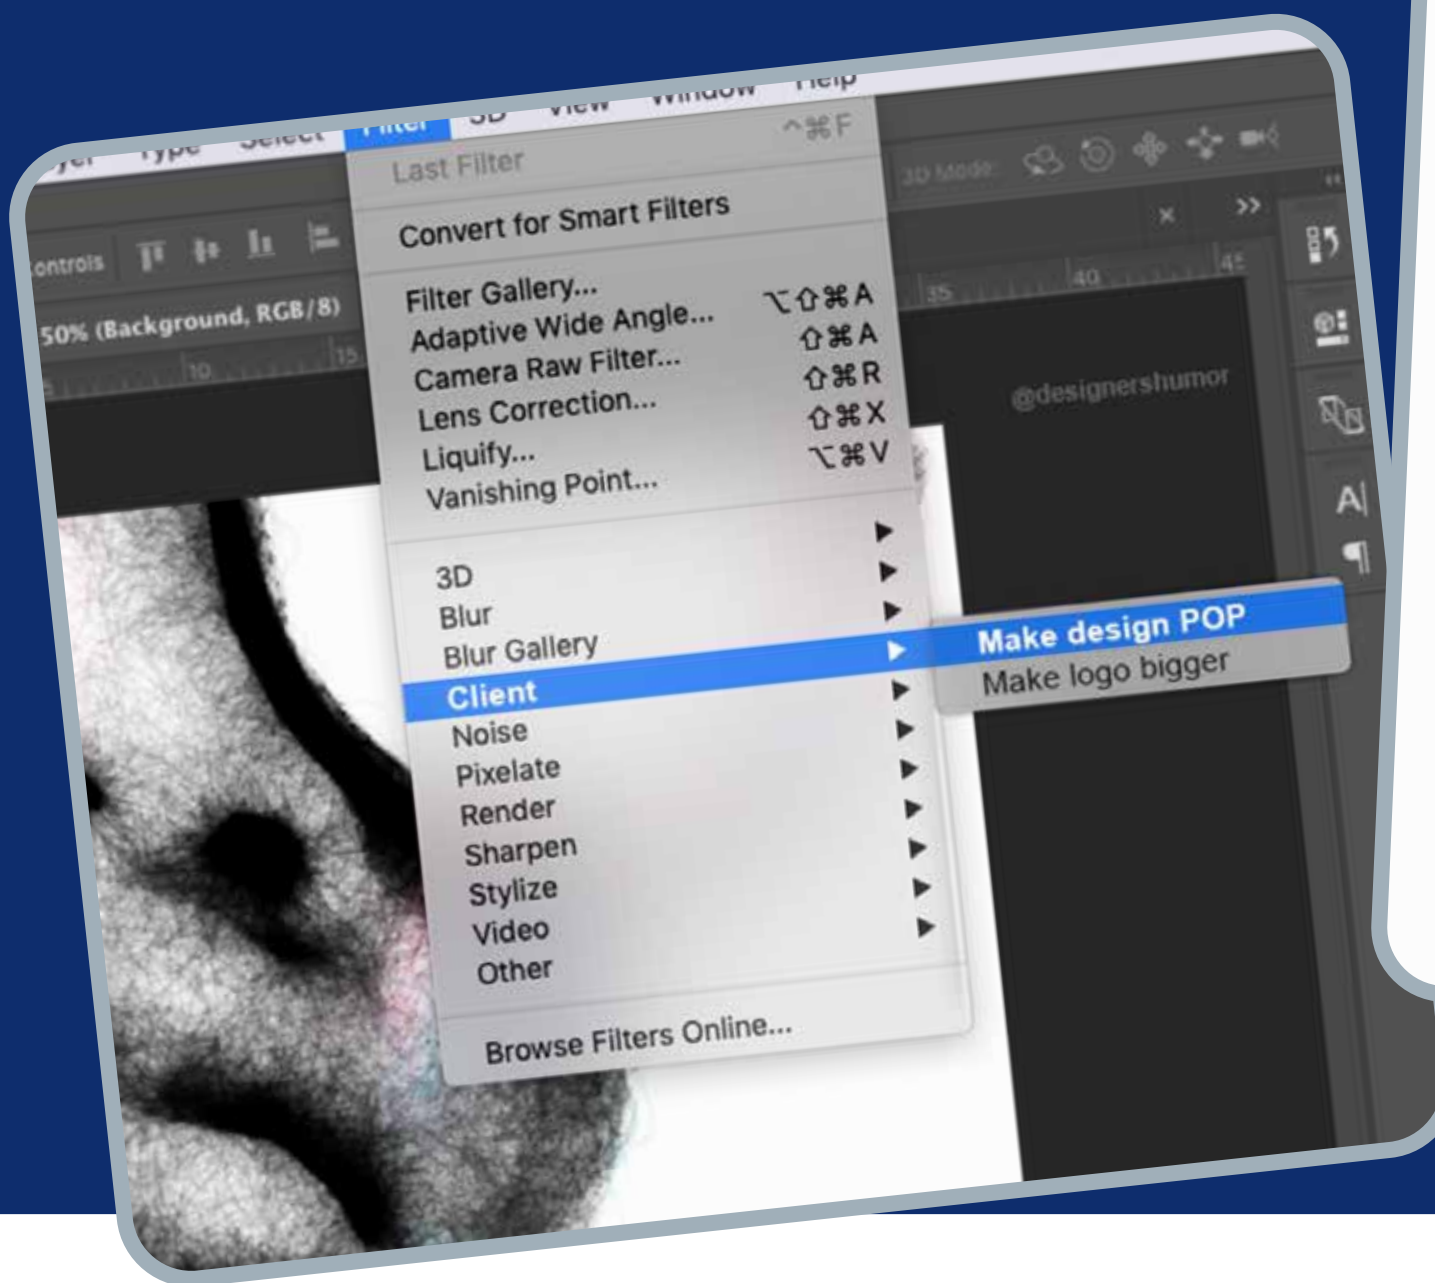 yer Type Select Filter 3D View Window Help
Last Filter ^⌘F
Convert for Smart Filters
Filter Gallery...
Adaptive Wide Angle... ⌥⇧⌘A
Camera Raw Filter... ⇧⌘A
Lens Correction... ⇧⌘R
Liquify... ⇧⌘X
Vanishing Point... ⌥⌘V
3D
Blur
Blur Gallery
Client
Noise
Pixelate
Render
Sharpen
Stylize
Video
Other
Browse Filters Online...
Make design POP
Make logo bigger
ontrols
50% (Background, RGB/8)
10 15
3D Mode:
35 40 45
@designershumor
A